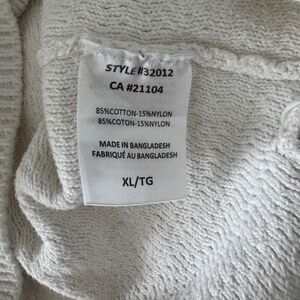 STYLE#32012
CA #21104
85%COTTON-15%NYLON
85%COTON-15%NYLON
MADE IN BANGLADESH
FABRIQUÉ AU BANGLADESH
XL/TG